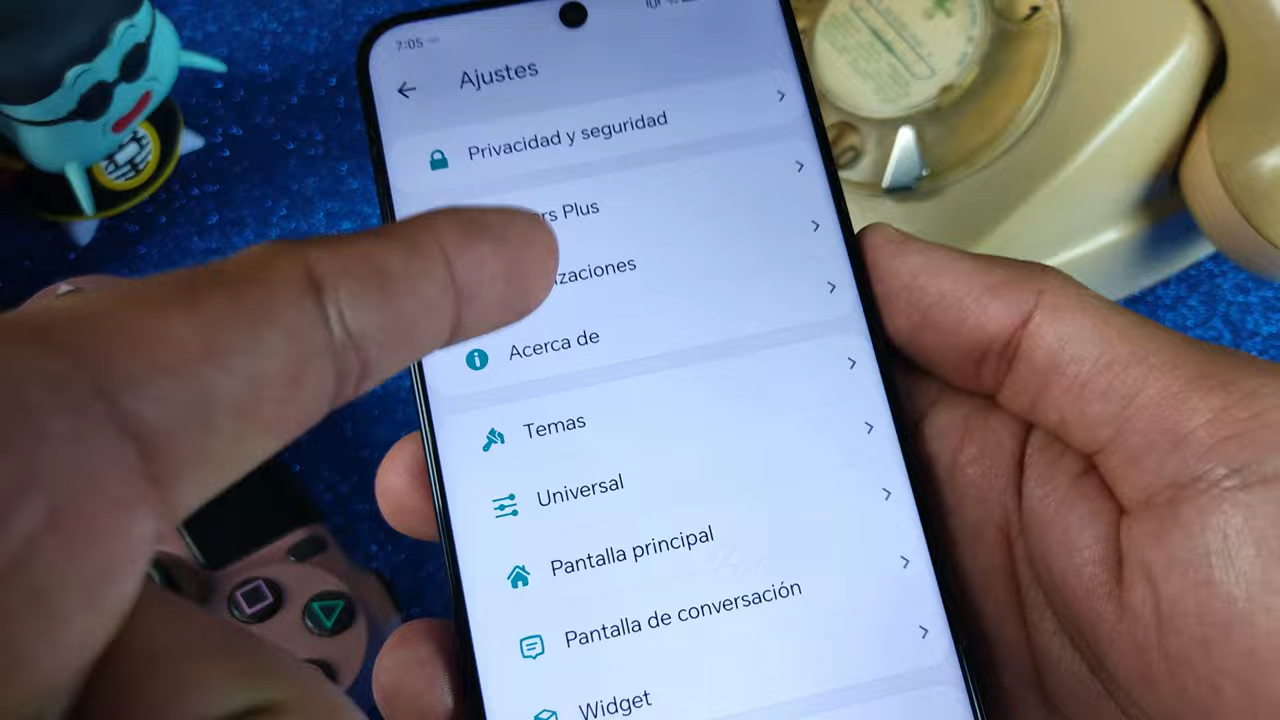 7:05
Ajustes
Privacidad y seguridad
rs Plus
izaciones
Acerca de
Temas
Universal
Pantalla principal
Pantalla de conversación
Widget